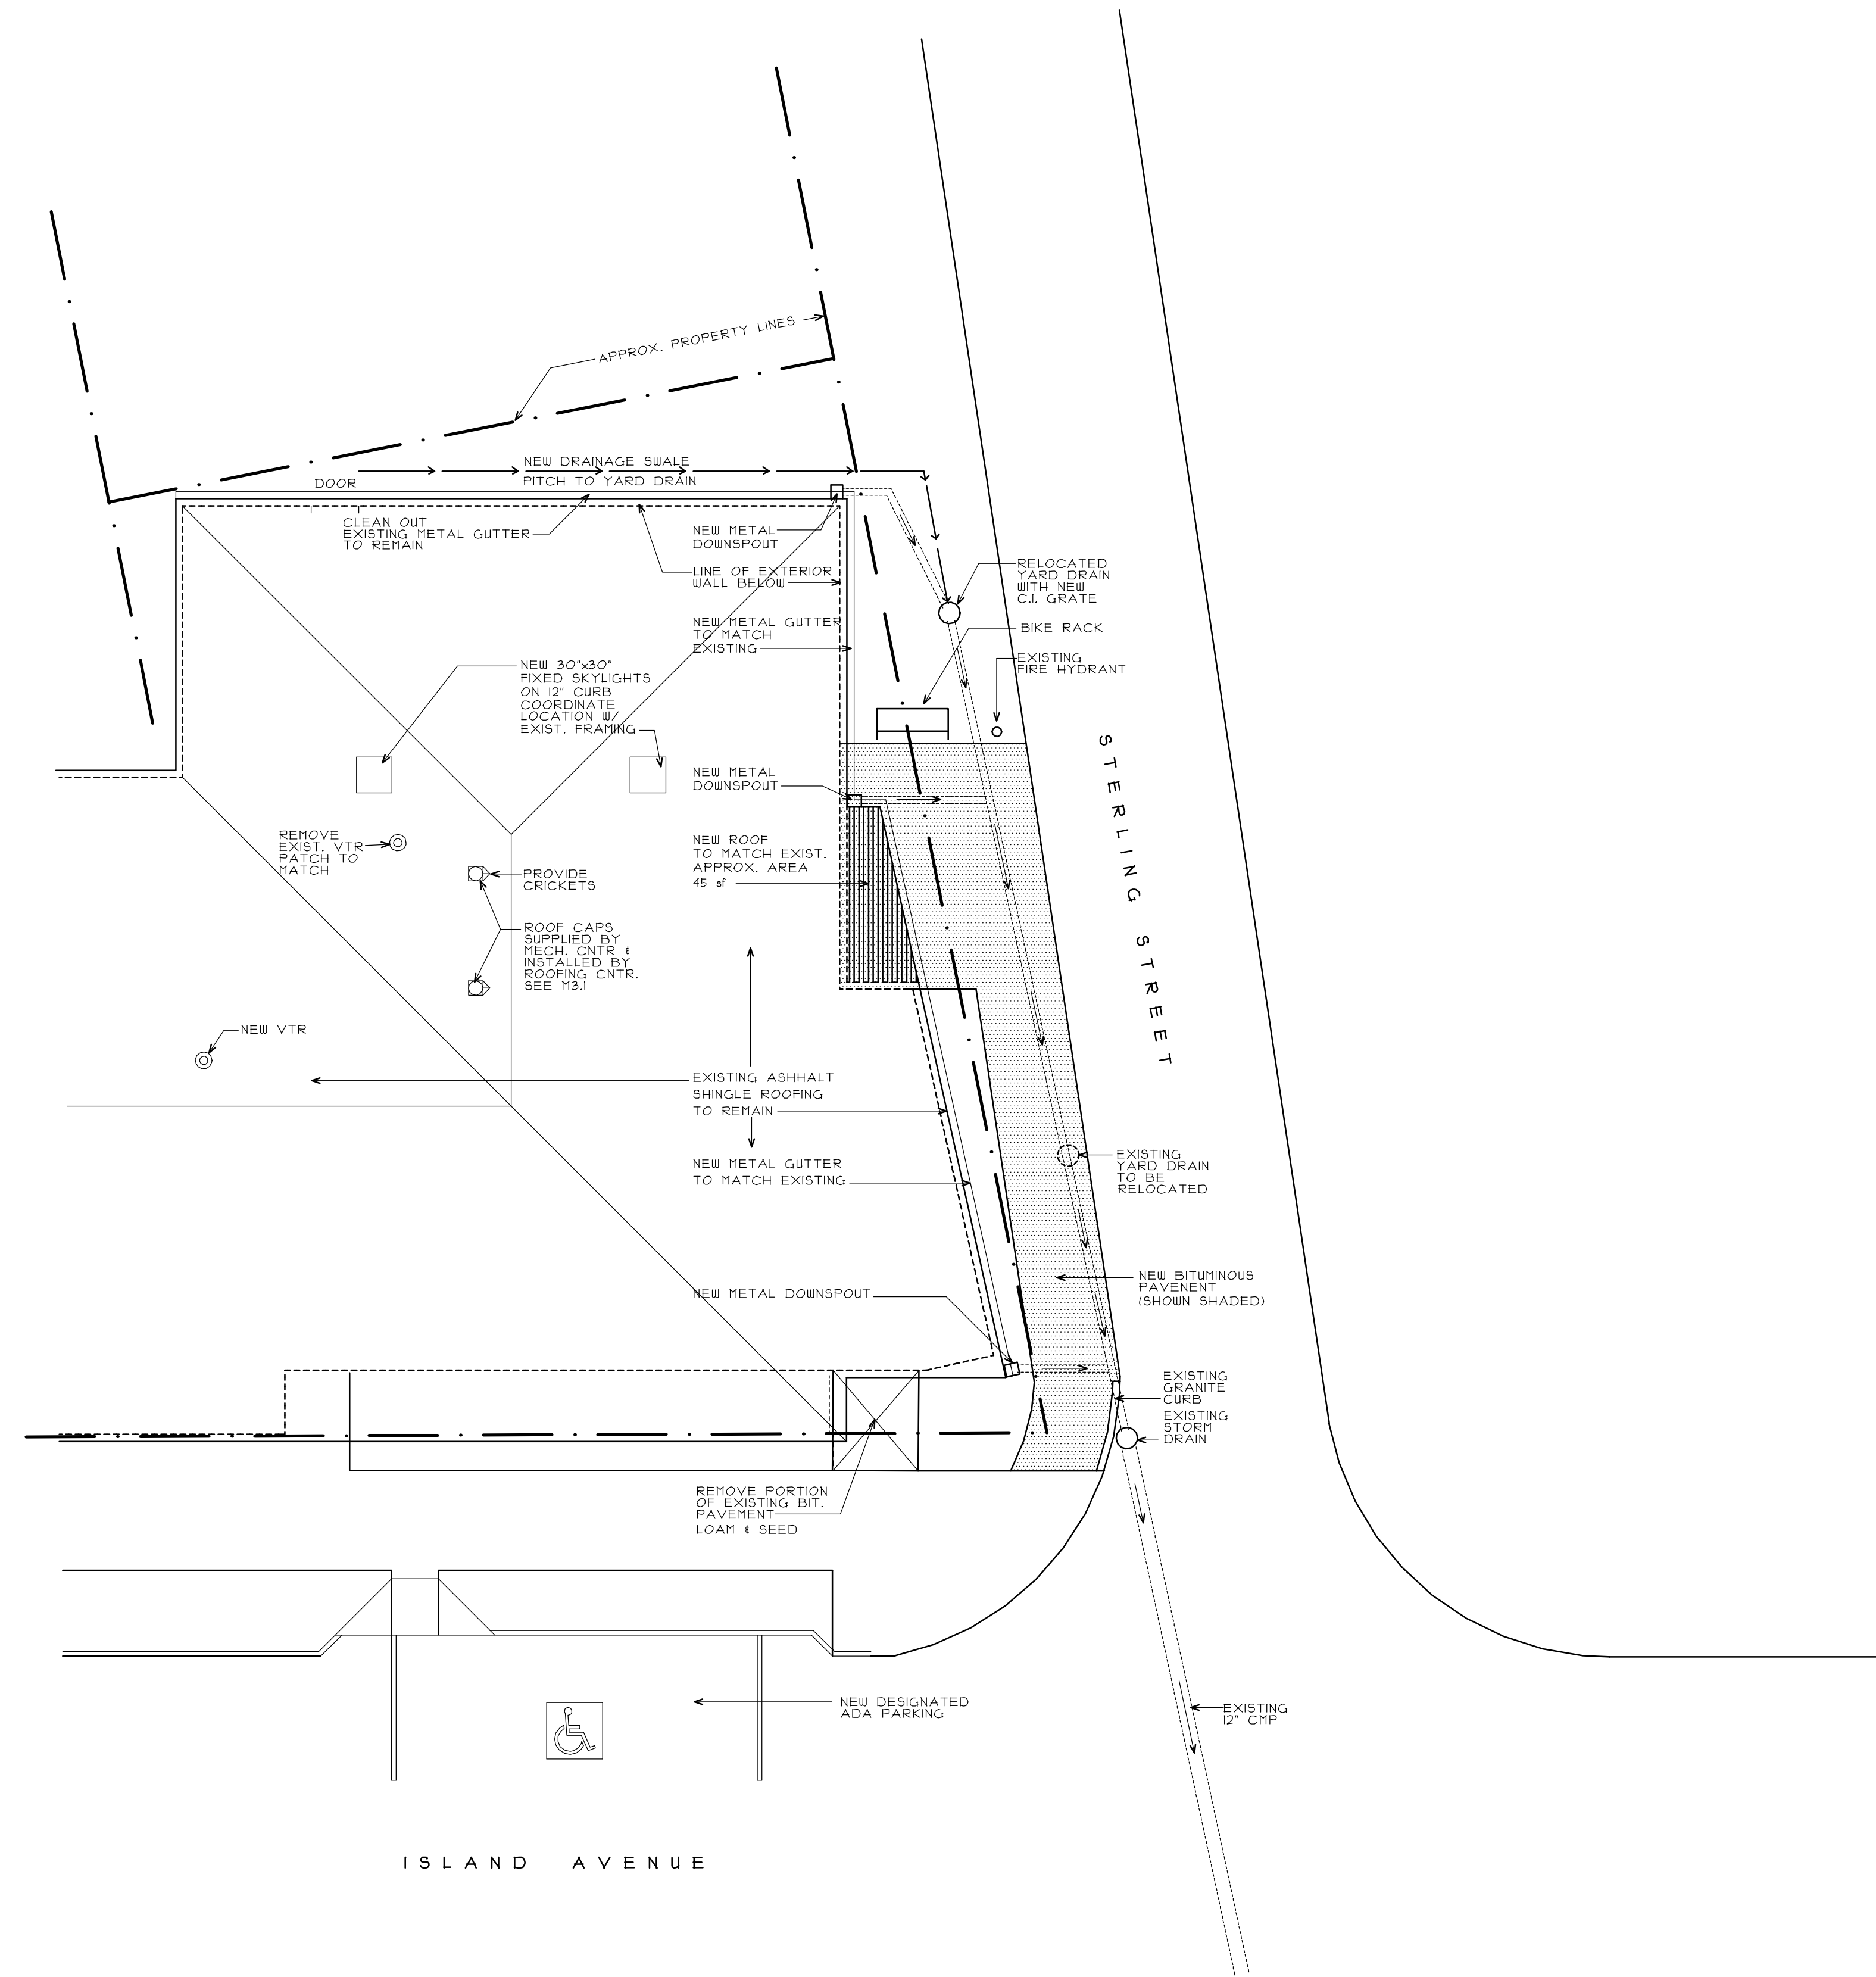 APPROX. PROPERTY LINES
NEW DRAINAGE SWALE
PITCH TO YARD DRAIN
DOOR
CLEAN OUT
EXISTING METAL GUTTER
TO REMAIN
NEW METAL
DOWNSPOUT
LINE OF EXTERIOR
WALL BELOW
NEW METAL GUTTER
TO MATCH
EXISTING
RELOCATED
YARD DRAIN
WITH NEW
C.I. GRATE
BIKE RACK
EXISTING
FIRE HYDRANT
NEW 30"x30"
FIXED SKYLIGHTS
ON 12" CURB
COORDINATE
LOCATION W/
EXIST. FRAMING
NEW METAL
DOWNSPOUT
STERLING STREET
REMOVE
EXIST. VTR
PATCH TO
MATCH
NEW ROOF
TO MATCH EXIST.
APPROX. AREA
45 sf
PROVIDE
CRICKETS
ROOF CAPS
SUPPLIED BY
MECH. CNTR &
INSTALLED BY
ROOFING CNTR.
SEE M3.1
NEW VTR
EXISTING ASHHALT
SHINGLE ROOFING
TO REMAIN
NEW METAL GUTTER
TO MATCH EXISTING
EXISTING
YARD DRAIN
TO BE
RELOCATED
NEW BITUMINOUS
PAVENENT
(SHOWN SHADED)
NEW METAL DOWNSPOUT
EXISTING
GRANITE
CURB
EXISTING
STORM
DRAIN
REMOVE PORTION
OF EXISTING BIT.
PAVEMENT
LOAM & SEED
NEW DESIGNATED
ADA PARKING
EXISTING
12" CMP
ISLAND AVENUE